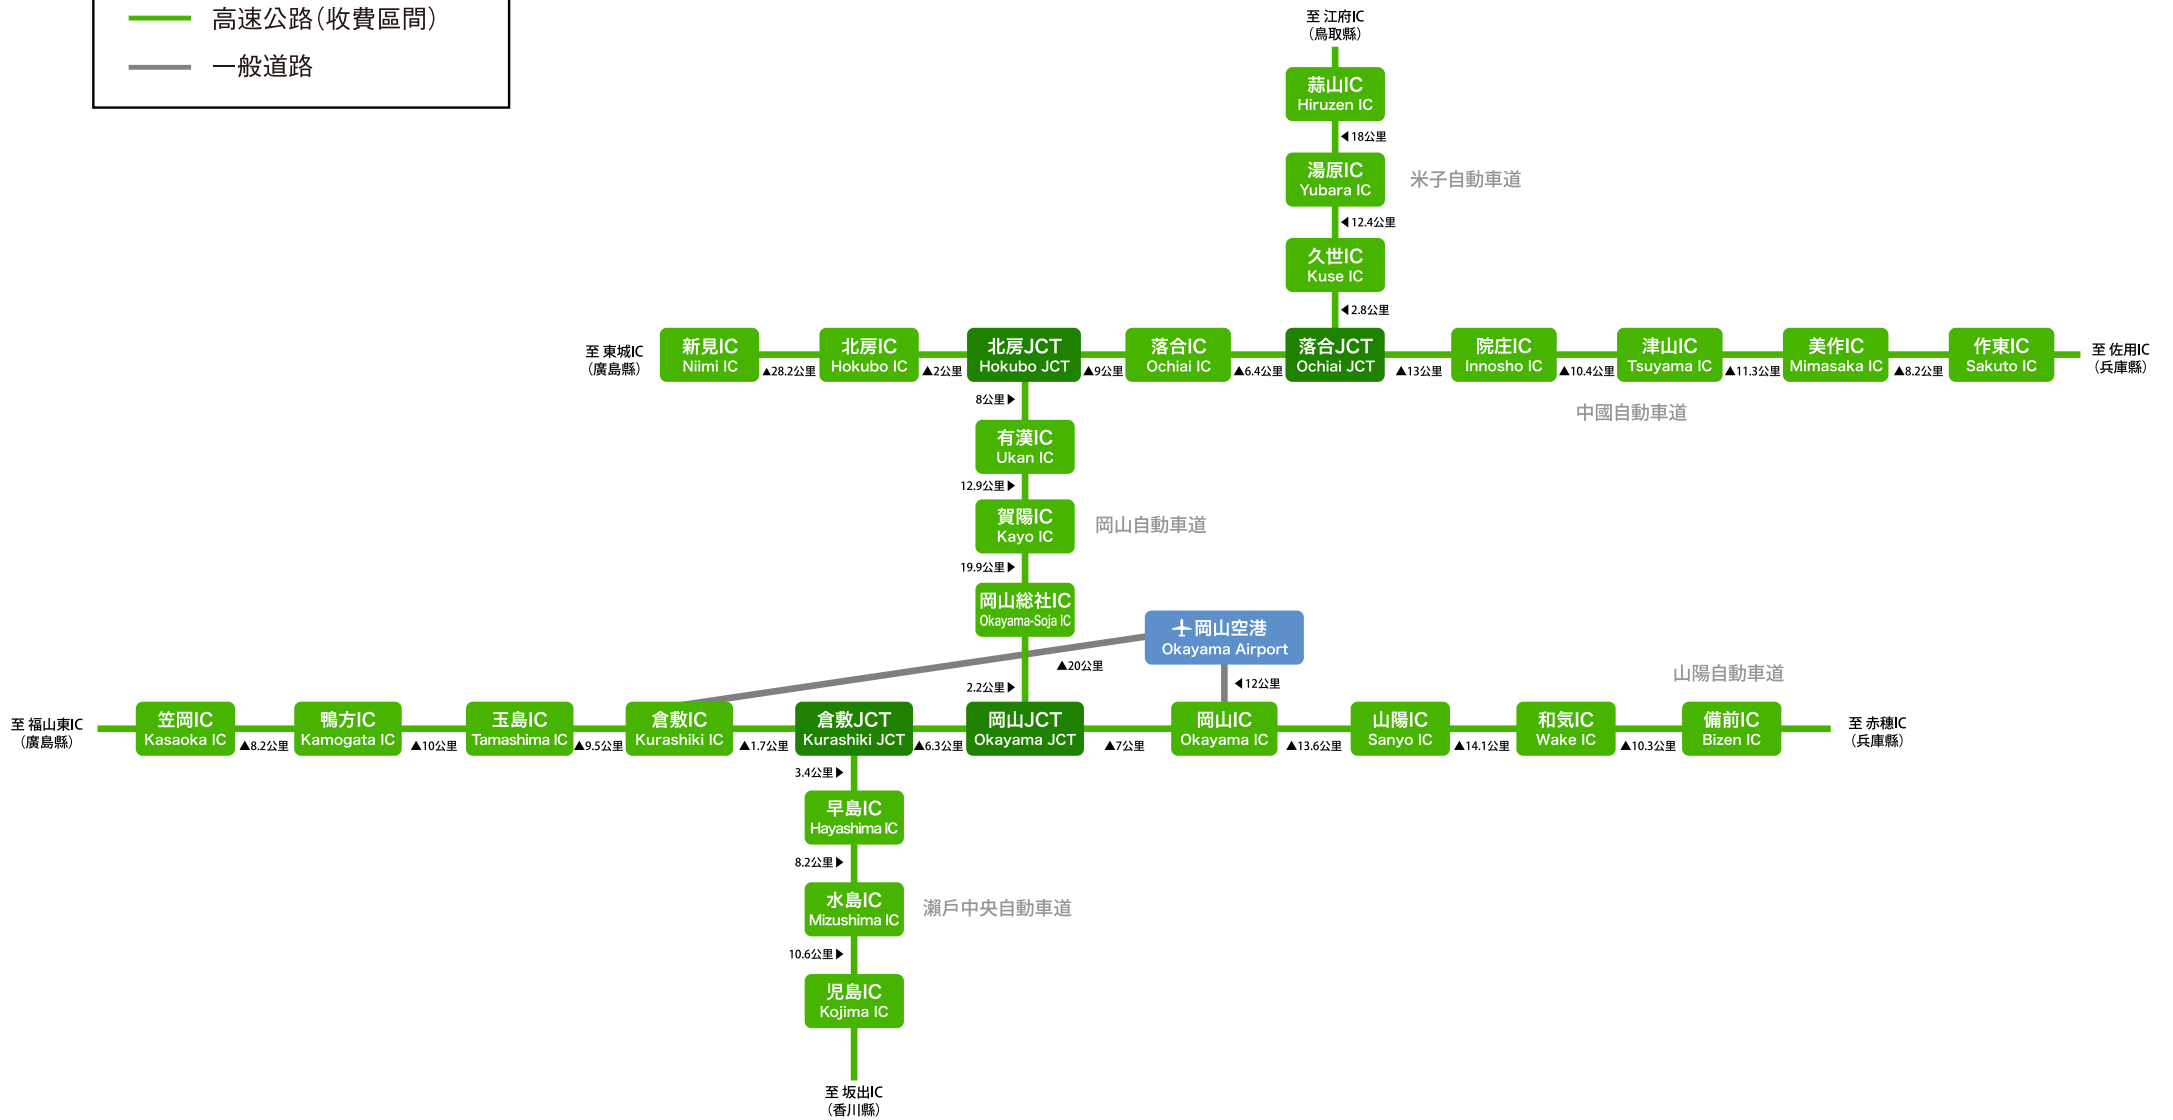 高速公路（收費區間）
一般道路
至 江府IC
（鳥取縣）
蒜山IC
Hiruzen IC
◀18公里
湯原IC
Yubara IC
米子自動車道
◀12.4公里
久世IC
Kuse IC
◀2.8公里
至 東城IC
（廣島縣）
新見IC
Niimi IC
▲28.2公里
北房IC
Hokubo IC
▲2公里
北房JCT
Hokubo JCT
▲9公里
落合IC
Ochiai IC
▲6.4公里
落合JCT
Ochiai JCT
▲13公里
院庄IC
Innosho IC
▲10.4公里
津山IC
Tsuyama IC
▲11.3公里
美作IC
Mimasaka IC
▲8.2公里
作東IC
Sakuto IC
至 佐用IC
（兵庫縣）
中國自動車道
8公里▶
有漢IC
Ukan IC
12.9公里▶
賀陽IC
Kayo IC
岡山自動車道
19.9公里▶
岡山総社IC
Okayama-Soja IC
岡山空港
Okayama Airport
▲20公里
2.2公里▶
◀12公里
山陽自動車道
至 福山東IC
（廣島縣）
笠岡IC
Kasaoka IC
▲8.2公里
鴨方IC
Kamogata IC
▲10公里
玉島IC
Tamashima IC
▲9.5公里
倉敷IC
Kurashiki IC
▲1.7公里
倉敷JCT
Kurashiki JCT
▲6.3公里
岡山JCT
Okayama JCT
▲7公里
岡山IC
Okayama IC
▲13.6公里
山陽IC
Sanyo IC
▲14.1公里
和気IC
Wake IC
▲10.3公里
備前IC
Bizen IC
至 赤穗IC
（兵庫縣）
3.4公里▶
早島IC
Hayashima IC
8.2公里▶
水島IC
Mizushima IC
瀨戶中央自動車道
10.6公里▶
児島IC
Kojima IC
至 坂出IC
（香川縣）